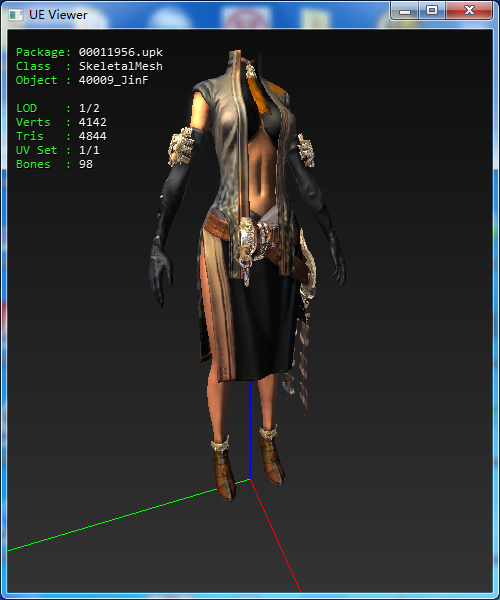 UE Viewer
Package: 00011956.upk
Class : SkeletalMesh
Object : 40009_JinF
LOD : 1/2
Verts : 4142
Tris : 4844
UV Set : 1/1
Bones : 98